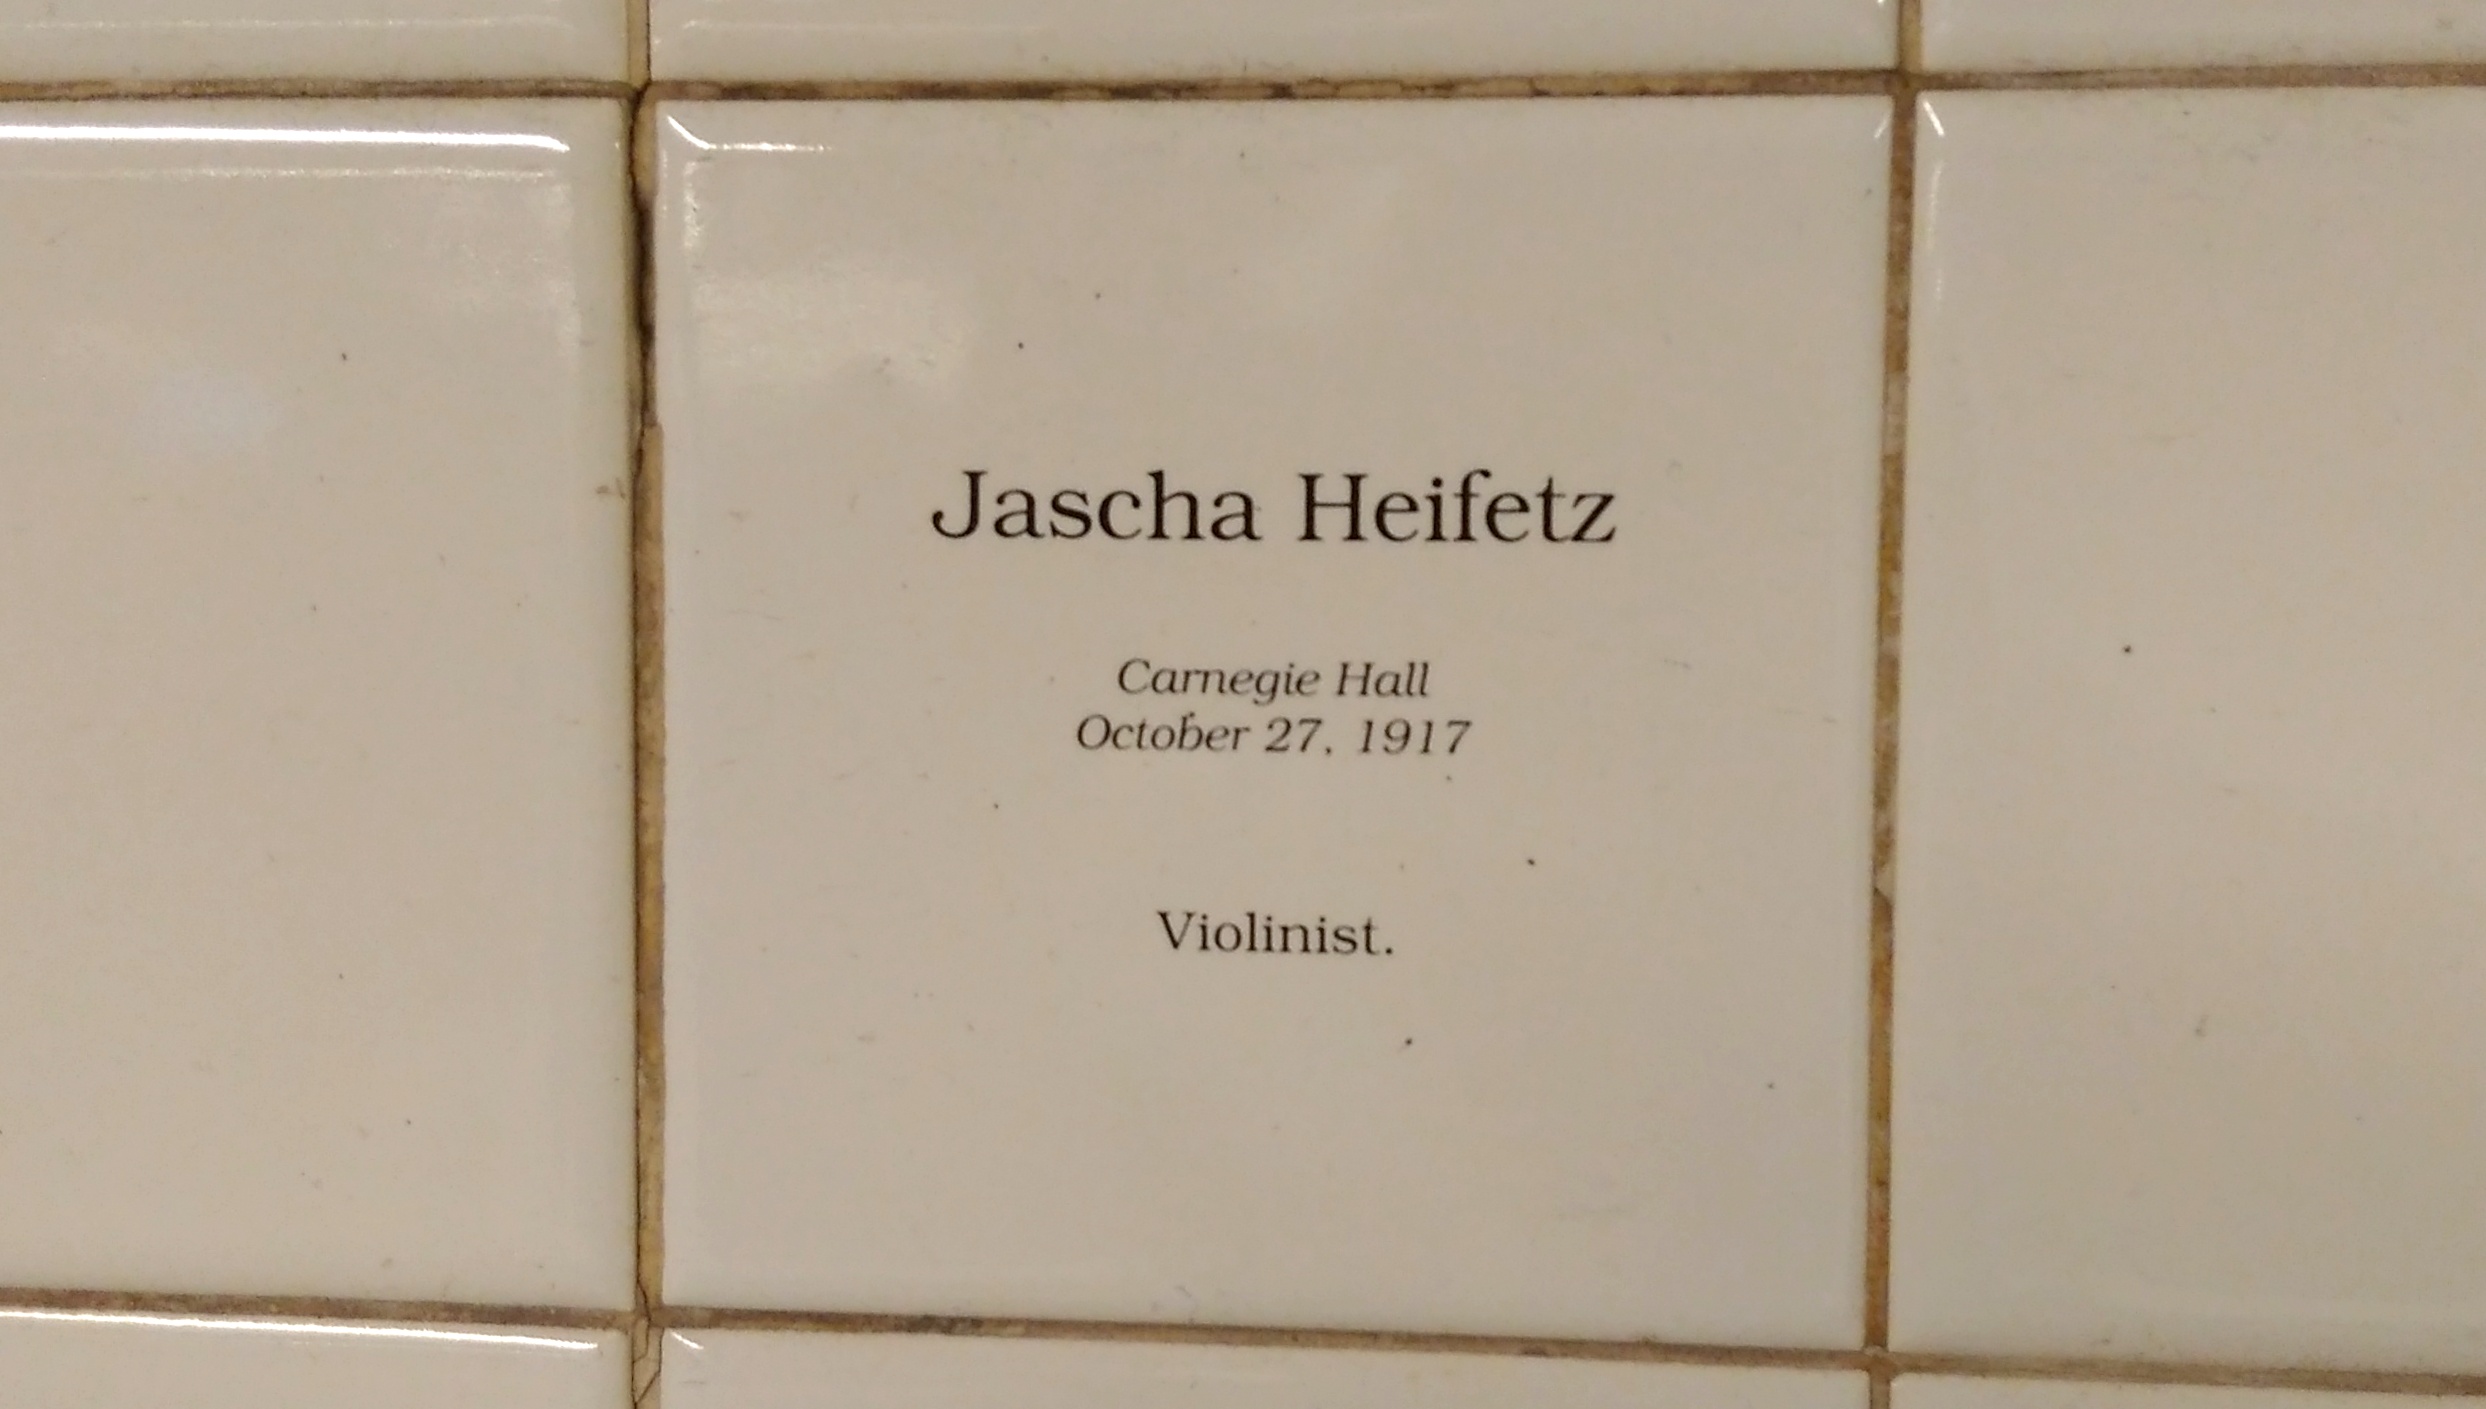 Jascha Heifetz
Carnegie Hall
October 27, 1917
Violinist.